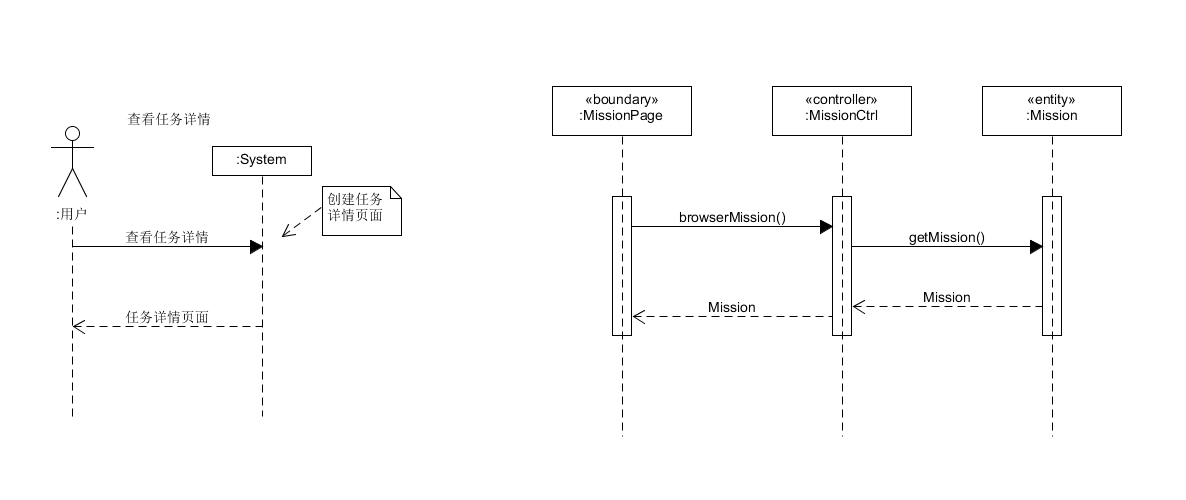 查看任务详情
:System
:用户
创建任务
详情页面
查看任务详情
任务详情页面
«boundary»
:MissionPage
«controller»
:MissionCtrl
«entity»
:Mission
browserMission()
getMission()
Mission
Mission